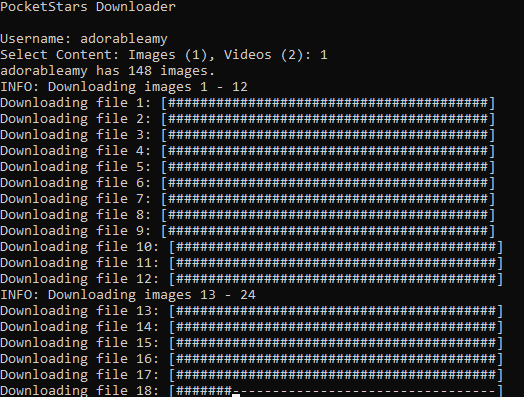 PocketStars Downloader
Username: adorableamy
Select Content: Images (1), Videos (2): 1
adorableamy has 148 images.
INFO: Downloading images 1 - 12
Downloading file 1: [########################################]
Downloading file 2: [########################################]
Downloading file 3: [########################################]
Downloading file 4: [########################################]
Downloading file 5: [########################################]
Downloading file 6: [########################################]
Downloading file 7: [########################################]
Downloading file 8: [########################################]
Downloading file 9: [########################################]
Downloading file 10: [########################################]
Downloading file 11: [########################################]
Downloading file 12: [########################################]
INFO: Downloading images 13 - 24
Downloading file 13: [########################################]
Downloading file 14: [########################################]
Downloading file 15: [########################################]
Downloading file 16: [########################################]
Downloading file 17: [########################################]
Downloading file 18: [#######---------------------------------]